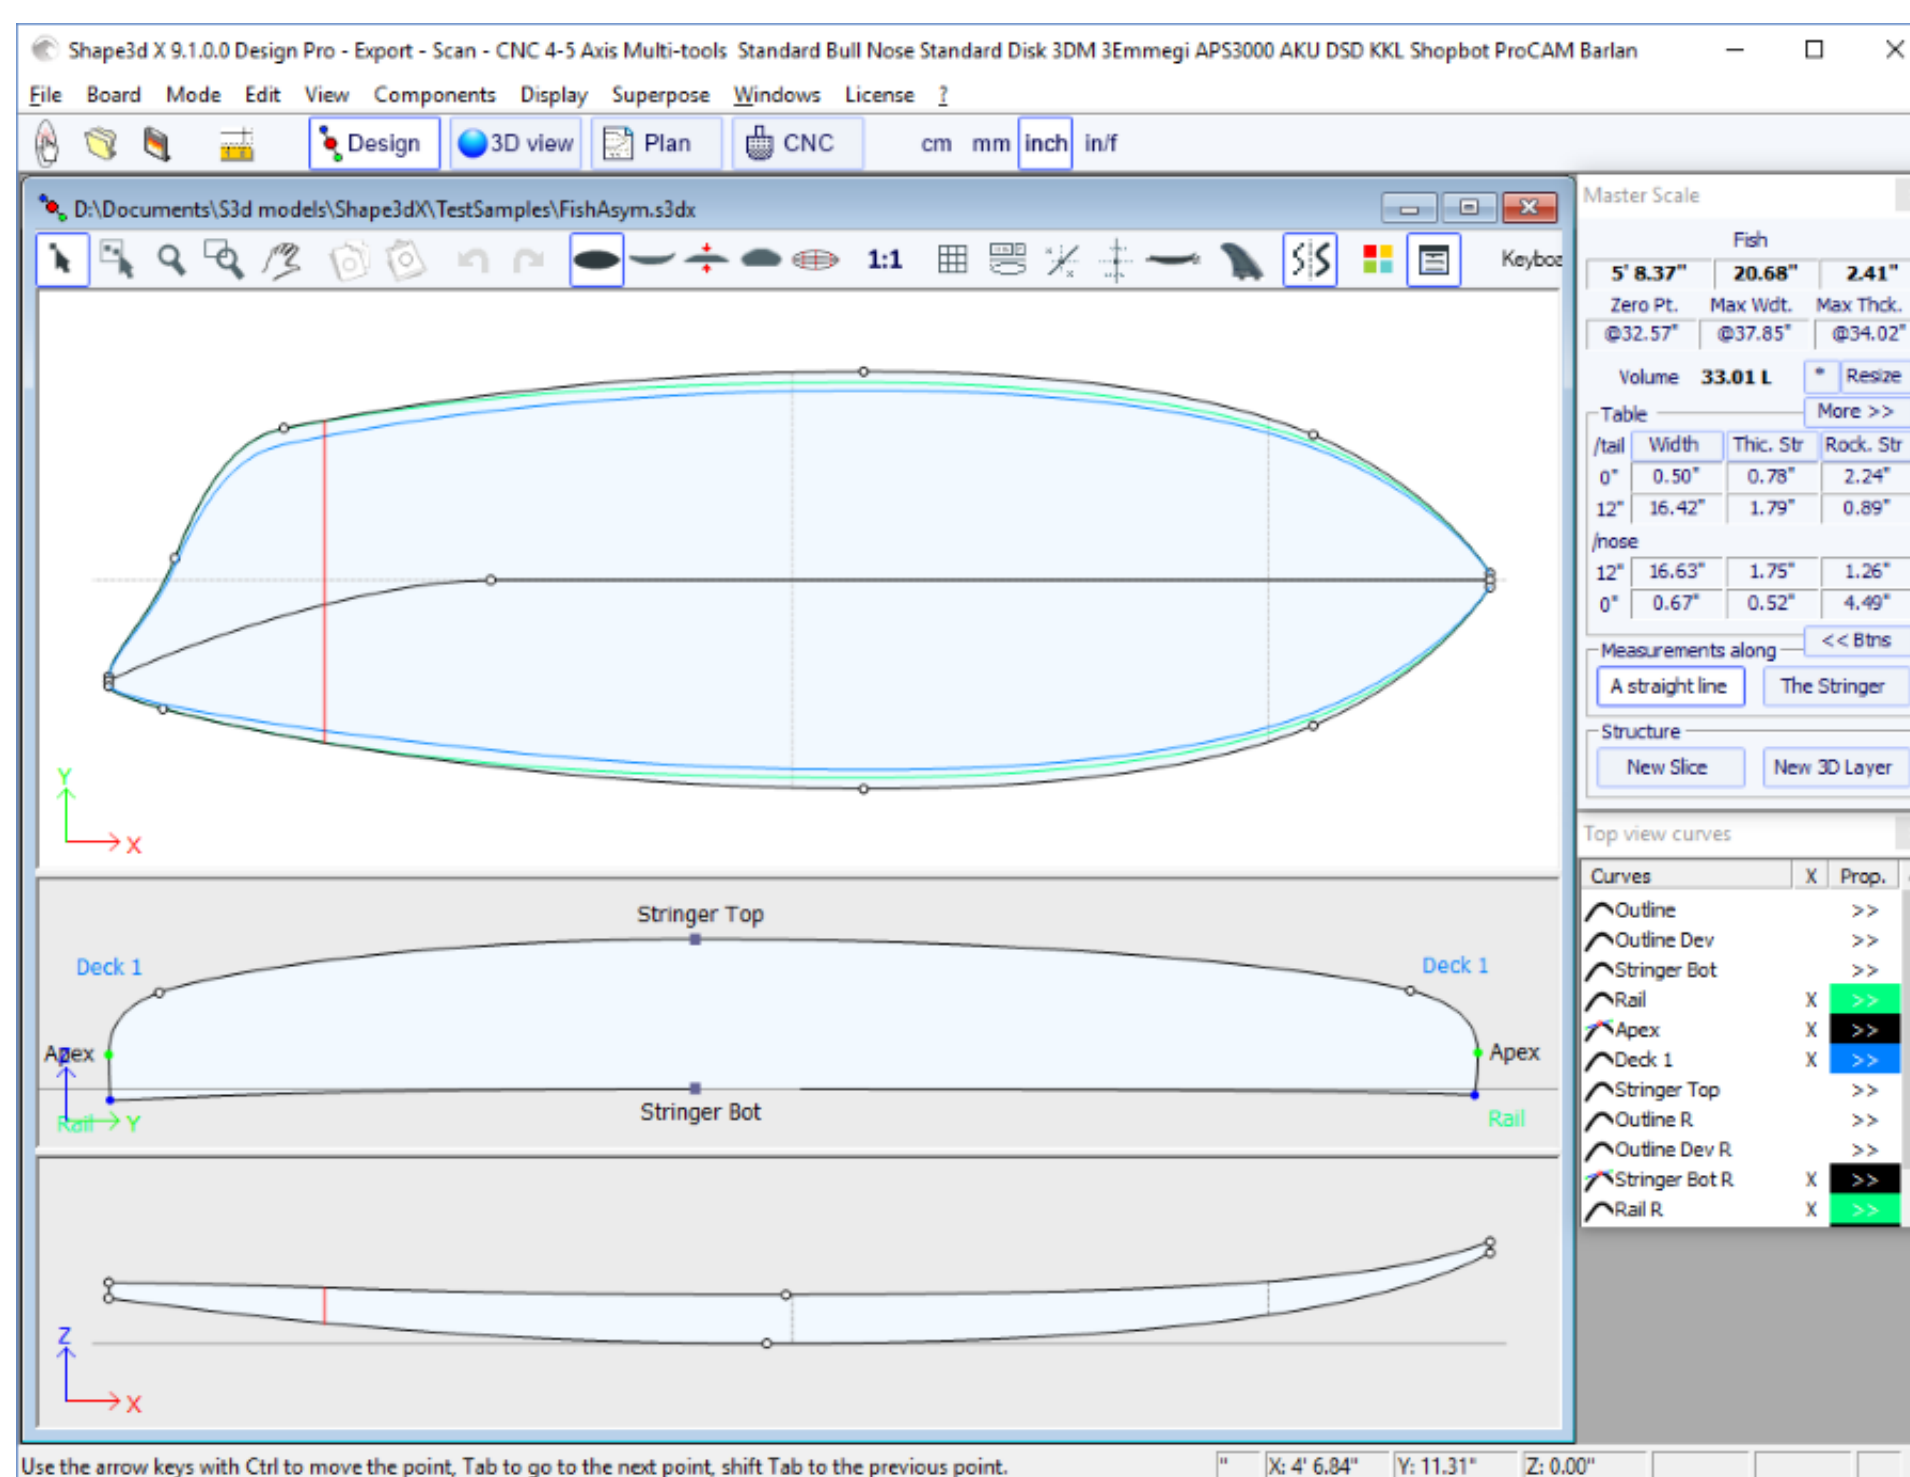 Shape3d X 9.1.0.0 Design Pro - Export - Scan - CNC 4-5 Axis Multi-tools  Standard Bull Nose Standard Disk 3DM 3Emmegi APS3000 AKU DSD KKL Shopbot ProCAM Barlan
File Board Mode Edit View Components Display Superpose Windows License ?
Design 3D view Plan CNC cm mm inch in/f
D:\Documents\S3d models\Shape3dX\TestSamples\FishAsym.s3dx
1:1 Keyboa
Y
X
Stringer Top
Deck 1 Deck 1
Apex Apex
Z
Stringer Bot
Rail Y Rail
Z
X
Master Scale
Fish
5' 8.37" 20.68" 2.41"
Zero Pt. Max Wdt. Max Thck.
@32.57" @37.85" @34.02"
Volume 33.01 L * Resize
Table More >>
/tail Width Thic. Str Rock. Str
0" 0.50" 0.78" 2.24"
12" 16.42" 1.79" 0.89"
/nose
12" 16.63" 1.75" 1.26"
0" 0.67" 0.52" 4.49"
<< Btns
Measurements along
A straight line The Stringer
Structure
New Slice New 3D Layer
Top view curves
Curves X Prop.
Outline >>
Outline Dev >>
Stringer Bot >>
Rail X >>
Apex X >>
Deck 1 X >>
Stringer Top >>
Outline R >>
Outline Dev R >>
Stringer Bot R X >>
Rail R X >>
Use the arrow keys with Ctrl to move the point, Tab to go to the next point, shift Tab to the previous point. " X: 4' 6.84" Y: 11.31" Z: 0.00"